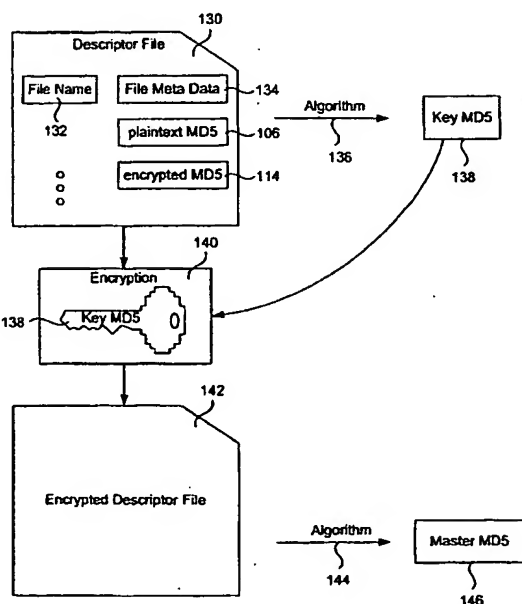 130
Descriptor File
File Name
132
File Meta Data
134
plaintext MD5
106
encrypted MD5
114
Algorithm
136
Key MD5
138
140
Encryption
Key MD5
138
142
Encrypted Descriptor File
Algorithm
144
Master MD5
146